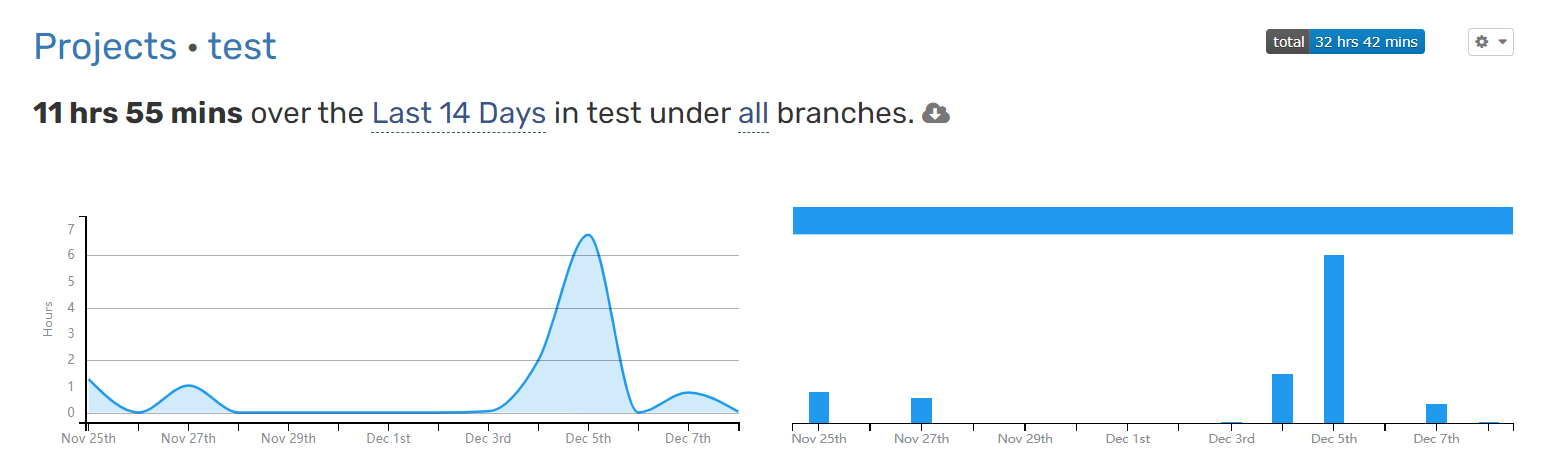 Projects • test
total 32 hrs 42 mins
11 hrs 55 mins over the Last 14 Days in test under all branches.
7
6
5
4
3
2
1
0
Hours
Nov 25th Nov 27th Nov 29th Dec 1st Dec 3rd Dec 5th Dec 7th
Nov 25th Nov 27th Nov 29th Dec 1st Dec 3rd Dec 5th Dec 7th